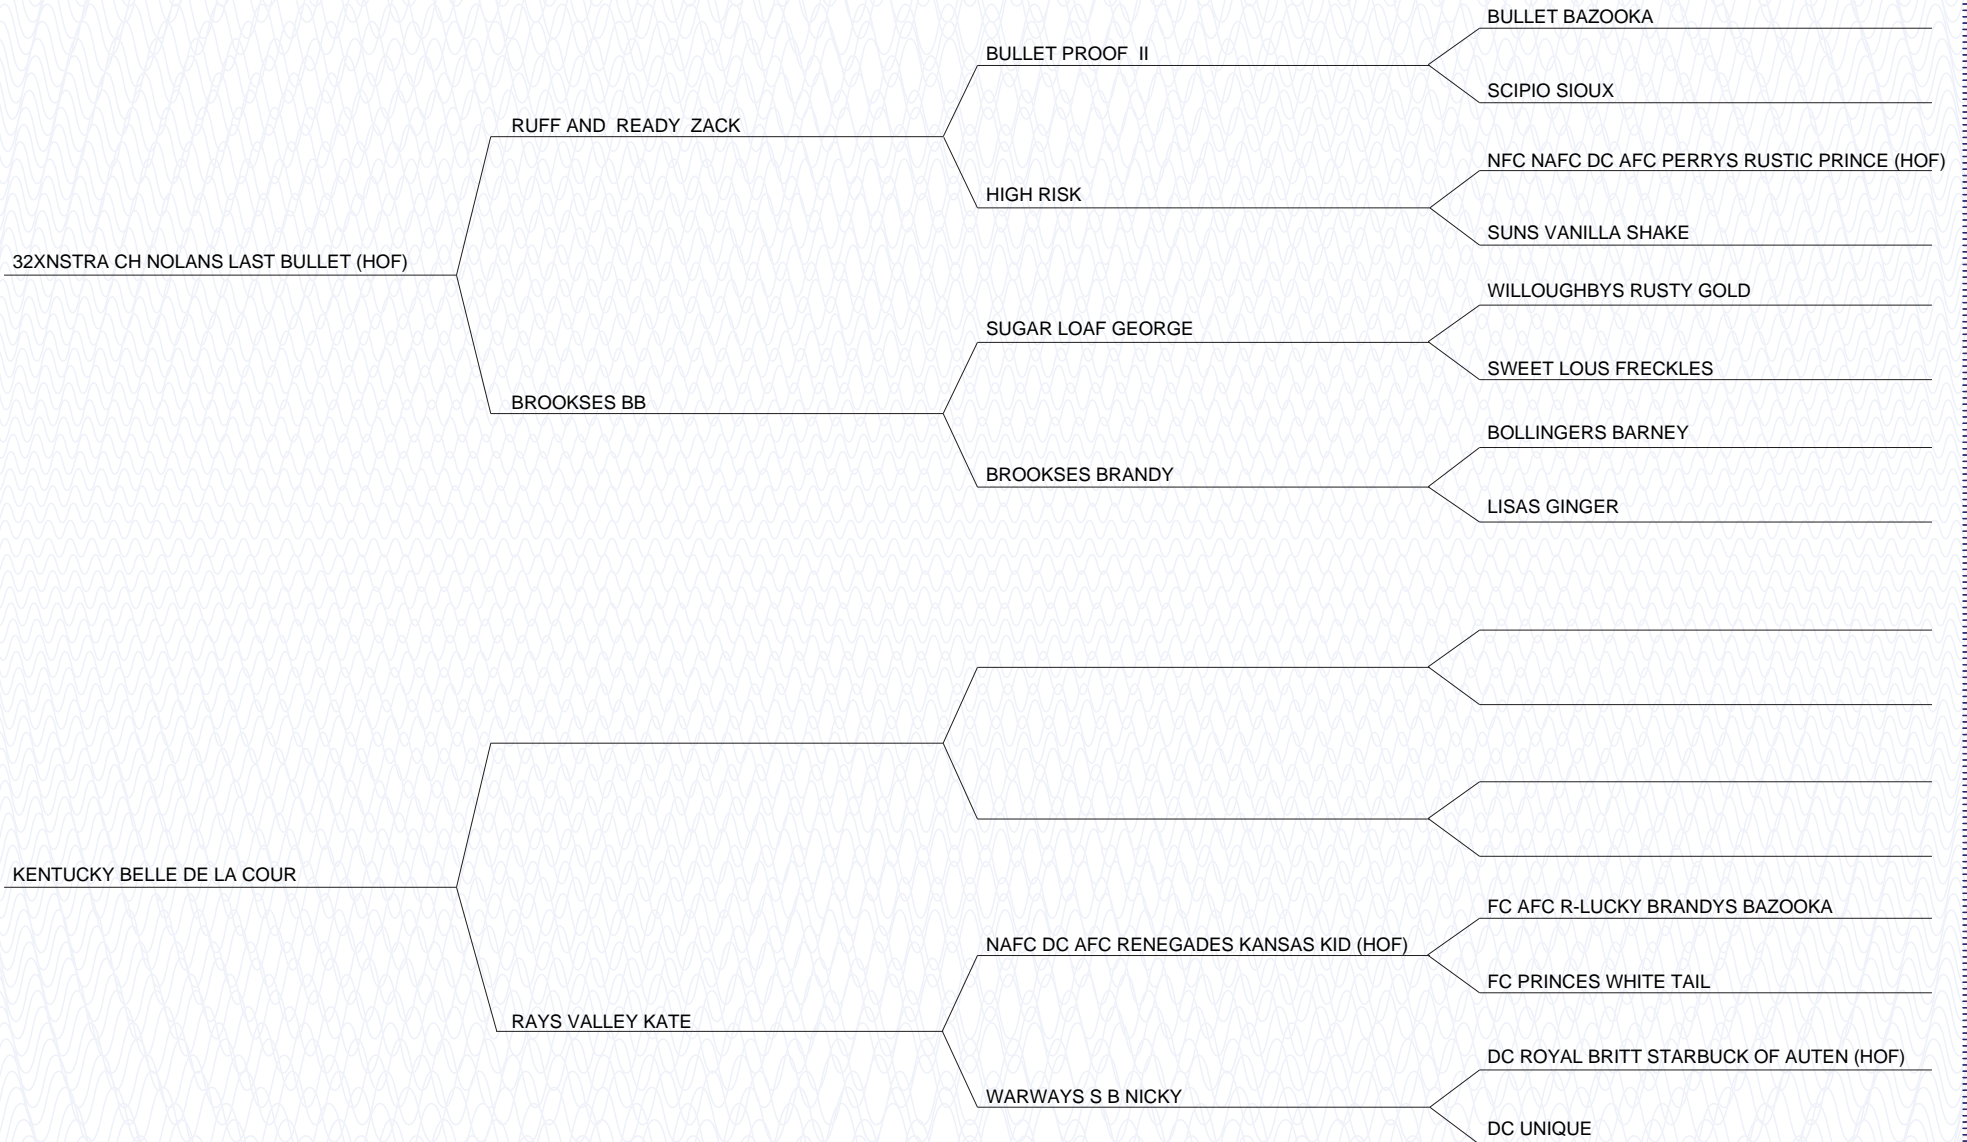 BULLET BAZOOKA
BULLET PROOF  II
SCIPIO SIOUX
RUFF AND  READY  ZACK
NFC NAFC DC AFC PERRYS RUSTIC PRINCE (HOF)
HIGH RISK
SUNS VANILLA SHAKE
32XNSTRA CH NOLANS LAST BULLET (HOF)
WILLOUGHBYS RUSTY GOLD
SUGAR LOAF GEORGE
SWEET LOUS FRECKLES
BROOKSES BB
BOLLINGERS BARNEY
BROOKSES BRANDY
LISAS GINGER
KENTUCKY BELLE DE LA COUR
FC AFC R-LUCKY BRANDYS BAZOOKA
NAFC DC AFC RENEGADES KANSAS KID (HOF)
FC PRINCES WHITE TAIL
RAYS VALLEY KATE
DC ROYAL BRITT STARBUCK OF AUTEN (HOF)
WARWAYS S B NICKY
DC UNIQUE